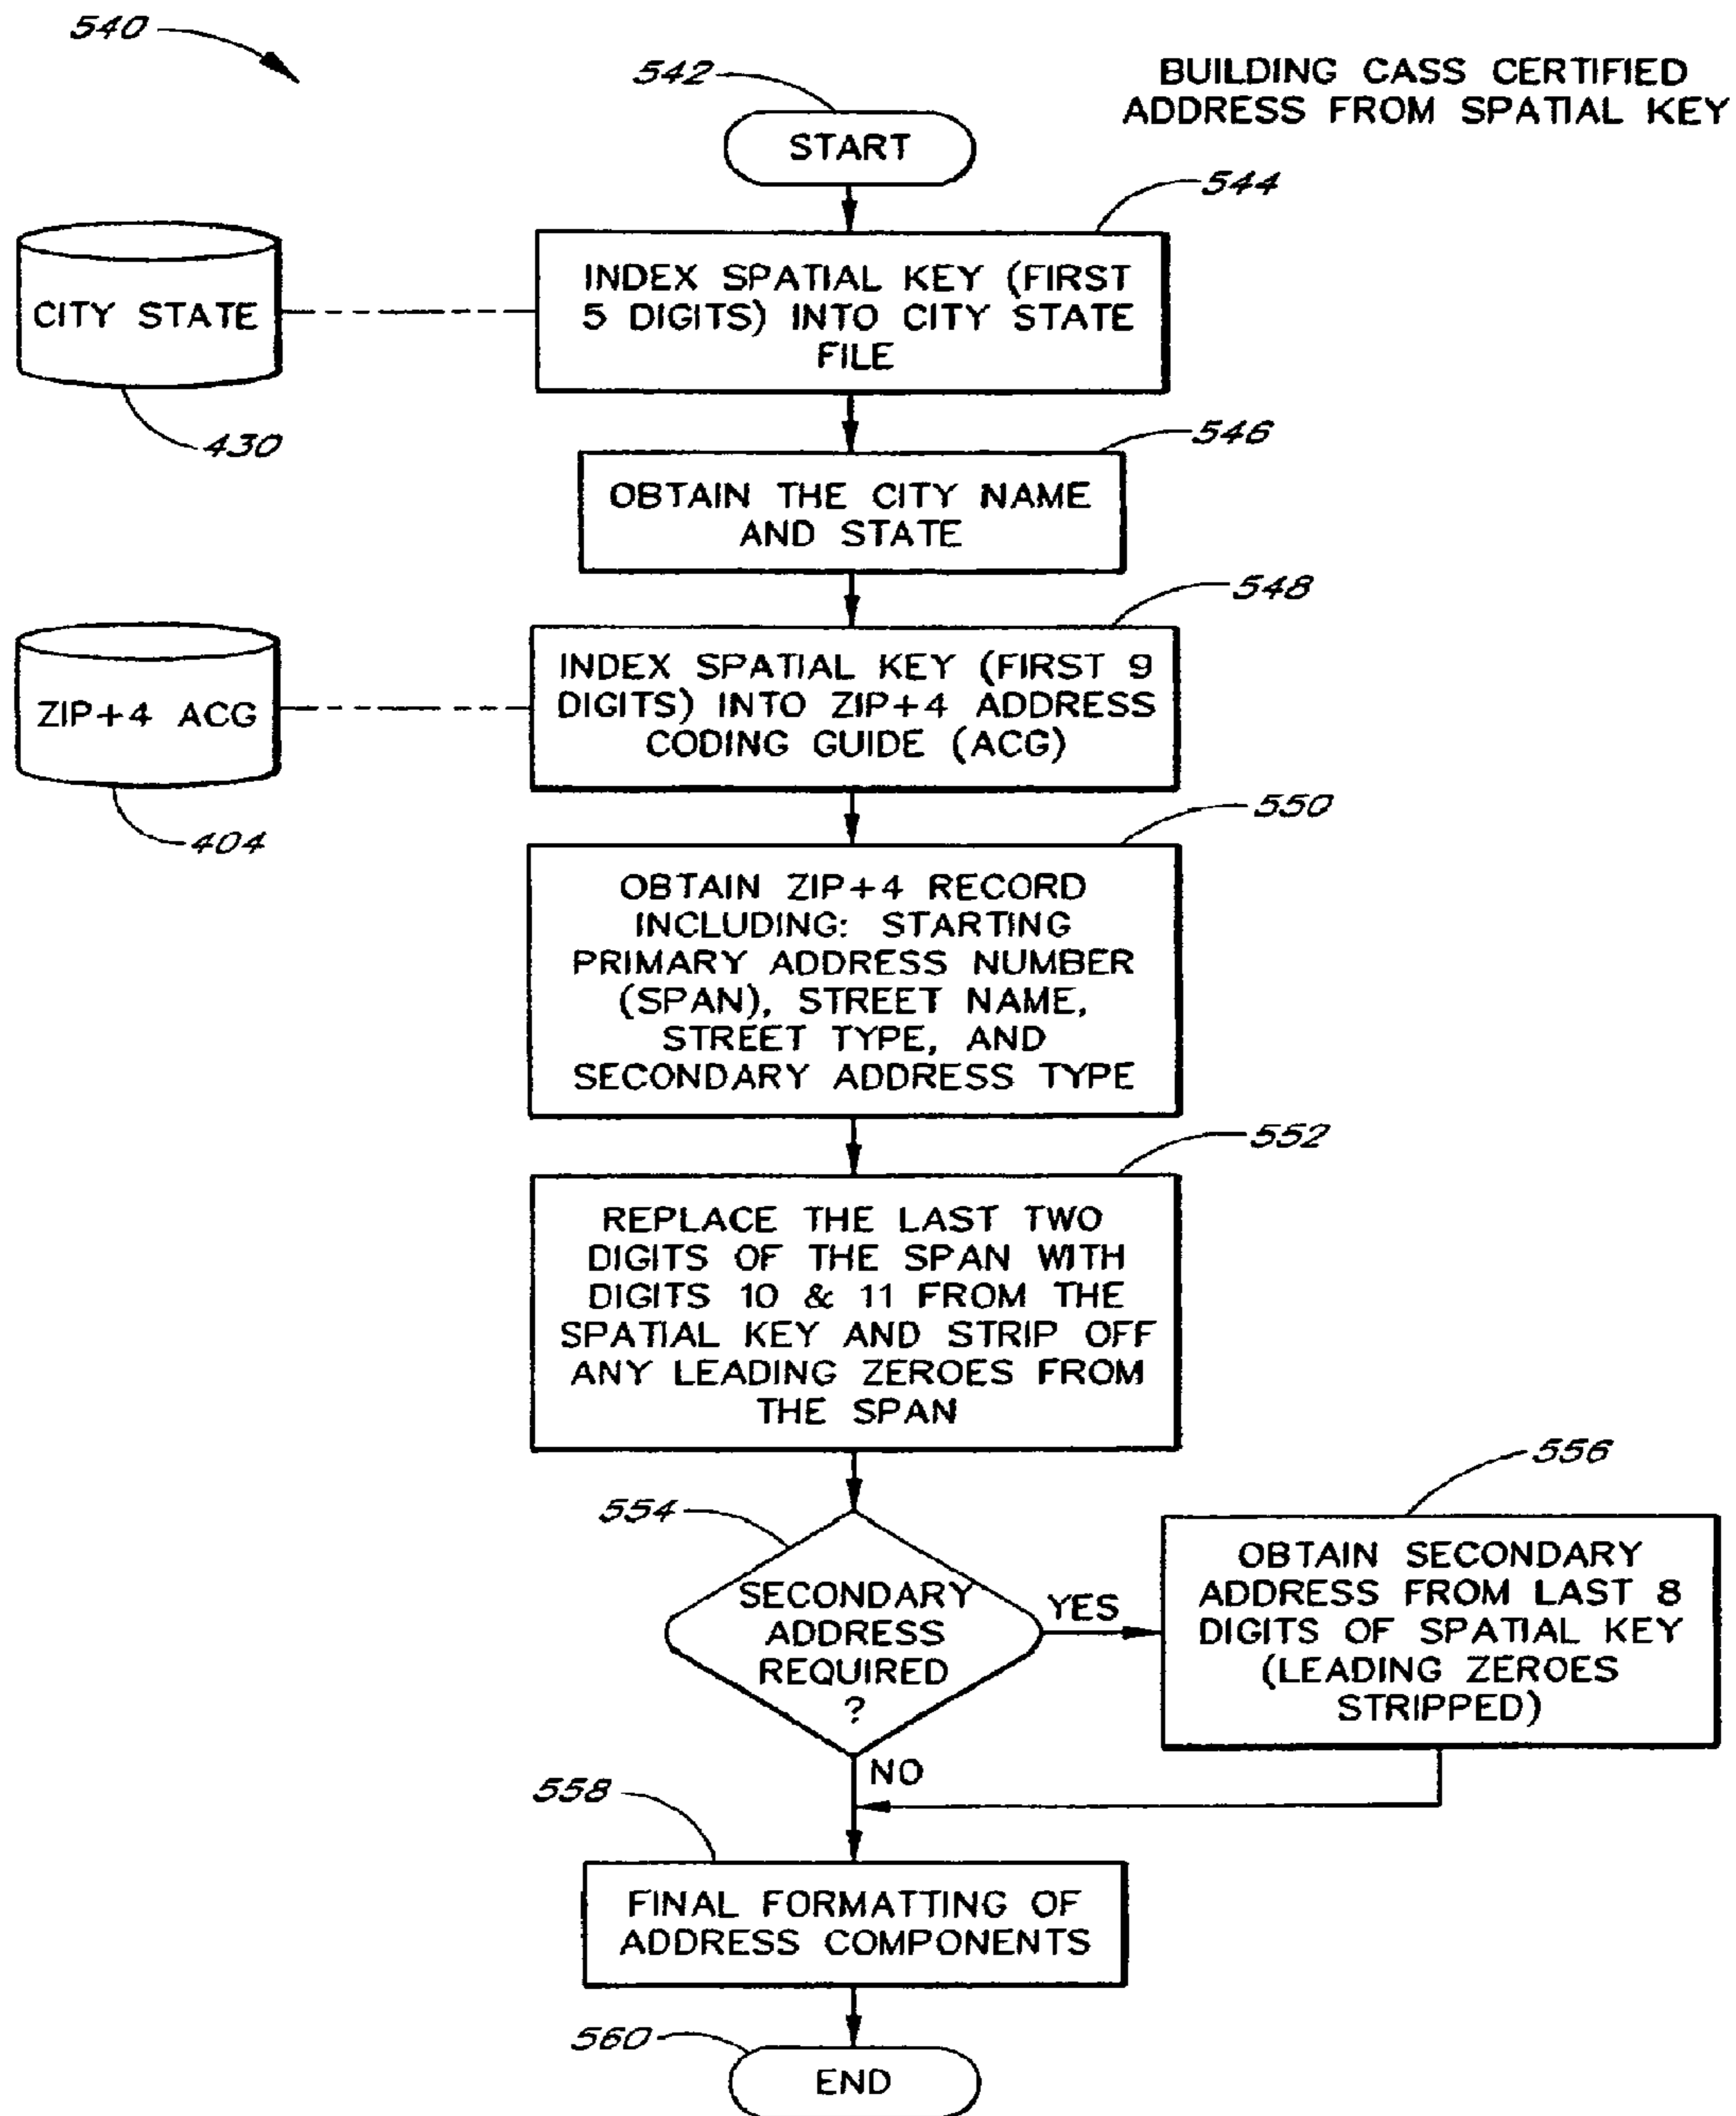 540
BUILDING CASS CERTIFIED
ADDRESS FROM SPATIAL KEY
542
START
544
CITY STATE
430
INDEX SPATIAL KEY (FIRST
5 DIGITS) INTO CITY STATE
FILE
546
OBTAIN THE CITY NAME
AND STATE
548
ZIP+4 ACG
404
INDEX SPATIAL KEY (FIRST 9
DIGITS) INTO ZIP+4 ADDRESS
CODING GUIDE (ACG)
550
OBTAIN ZIP+4 RECORD
INCLUDING: STARTING
PRIMARY ADDRESS NUMBER
(SPAN), STREET NAME,
STREET TYPE, AND
SECONDARY ADDRESS TYPE
552
REPLACE THE LAST TWO
DIGITS OF THE SPAN WITH
DIGITS 10 & 11 FROM THE
SPATIAL KEY AND STRIP OFF
ANY LEADING ZEROES FROM
THE SPAN
554
SECONDARY
ADDRESS
REQUIRED
?
YES
556
OBTAIN SECONDARY
ADDRESS FROM LAST 8
DIGITS OF SPATIAL KEY
(LEADING ZEROES
STRIPPED)
NO
558
FINAL FORMATTING OF
ADDRESS COMPONENTS
560
END